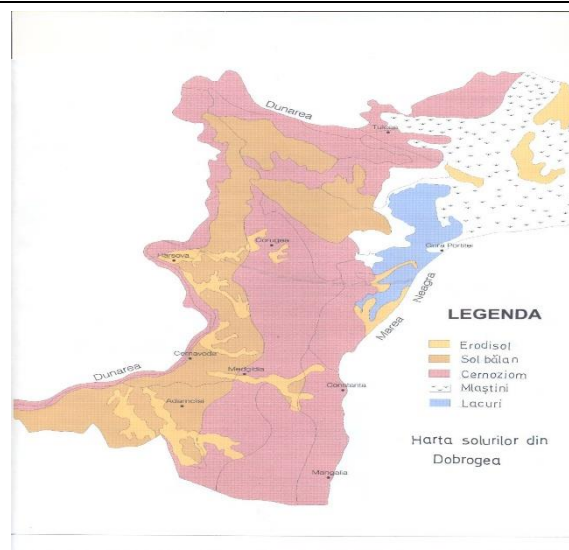 Dunarea
Tulcea
Corugea
Harsova
Gura Portitei
Marea Neagra
LEGENDA
Erodisol
Sol bălan
Cernoziom
Mlaștini
Lacuri
Dunarea
Cernavoda
Medgidia
Adamclisi
Constanta
Harta solurilor din
Dobrogea
Mangalia